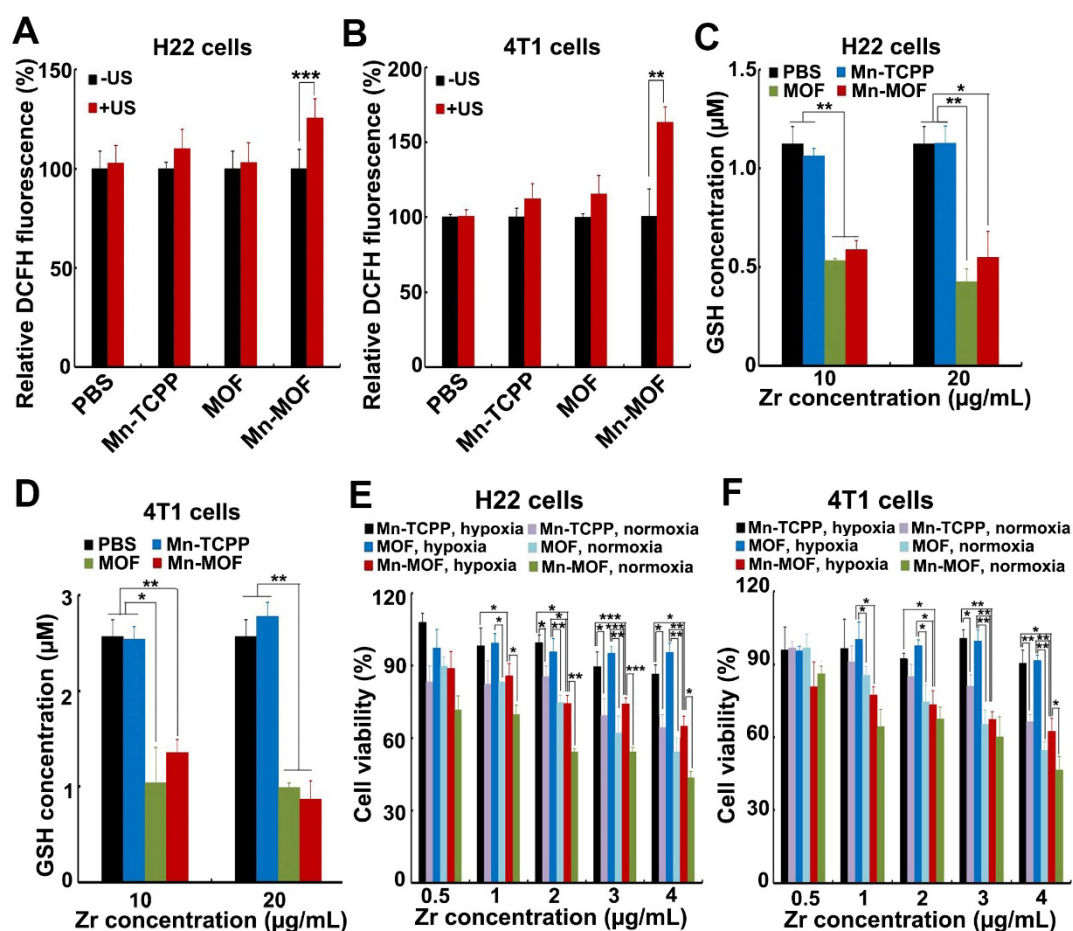 A
H22 cells
-US
+US
***
Relative DCFH fluorescence (%)
150
100
50
0
PBS
Mn-TCPP
MOF
Mn-MOF
B
4T1 cells
-US
+US
**
Relative DCFH fluorescence (%)
200
150
100
50
0
PBS
Mn-TCPP
MOF
Mn-MOF
C
H22 cells
PBS Mn-TCPP
MOF Mn-MOF
** * **
GSH concentration (µM)
1.5
1.0
0.5
0
10 20
Zr concentration (µg/mL)
D
4T1 cells
PBS Mn-TCPP
MOF Mn-MOF
** * **
GSH concentration (µM)
3
2
1
0
10 20
Zr concentration (µg/mL)
E
H22 cells
Mn-TCPP, hypoxia Mn-TCPP, normoxia
MOF, hypoxia MOF, normoxia
Mn-MOF, hypoxia Mn-MOF, normoxia
Cell viability (%)
120
90
60
30
0
0.5 1 2 3 4
Zr concentration (µg/mL)
F
4T1 cells
Mn-TCPP, hypoxia Mn-TCPP, normoxia
MOF, hypoxia MOF, normoxia
Mn-MOF, hypoxia Mn-MOF, normoxia
Cell viability (%)
120
90
60
30
0
0.5 1 2 3 4
Zr concentration (µg/mL)